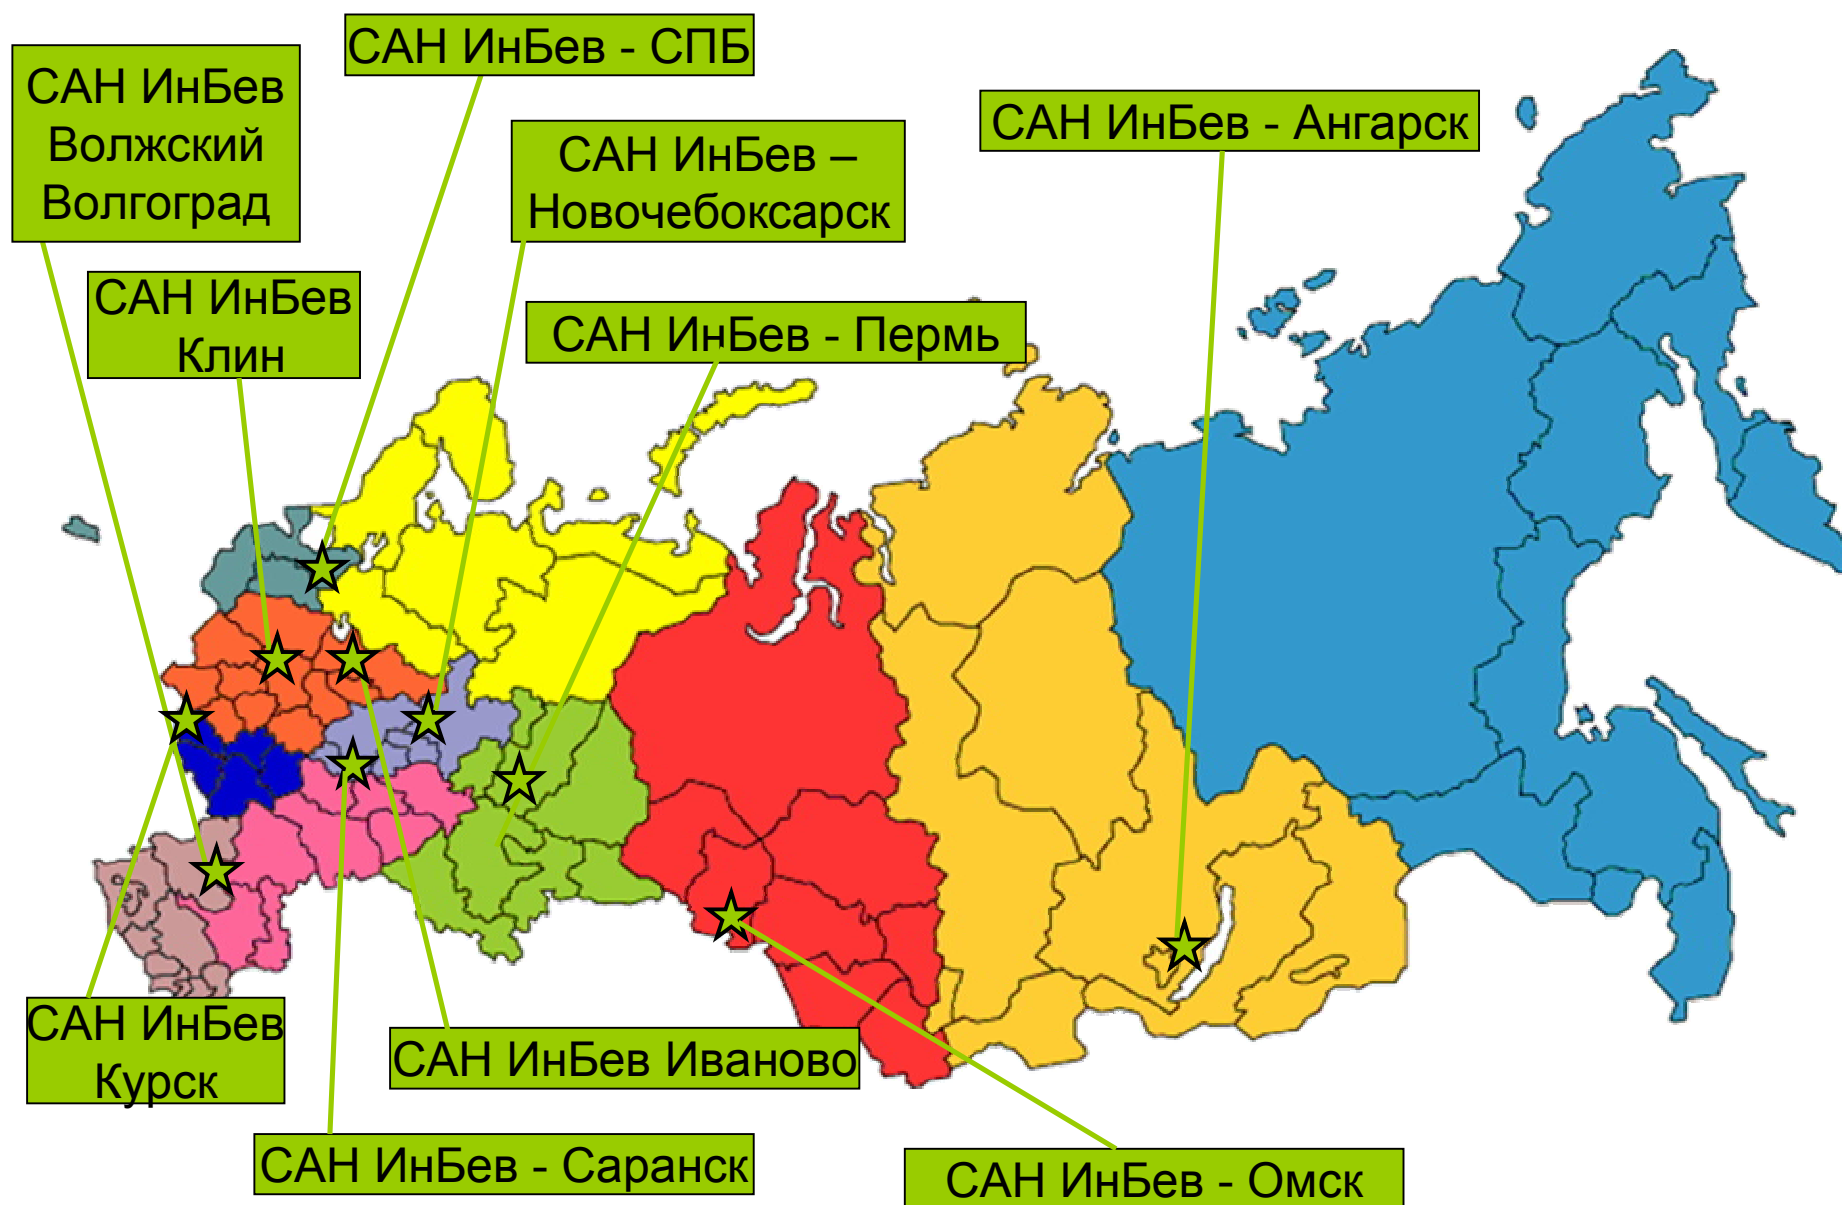 САН ИнБев - СПБ
САН ИнБев
Волжский
Волгоград
САН ИнБев - Ангарск
САН ИнБев –
Новочебоксарск
САН ИнБев
Клин
САН ИнБев - Пермь
САН ИнБев
Курск
САН ИнБев Иваново
САН ИнБев - Саранск
САН ИнБев - Омск